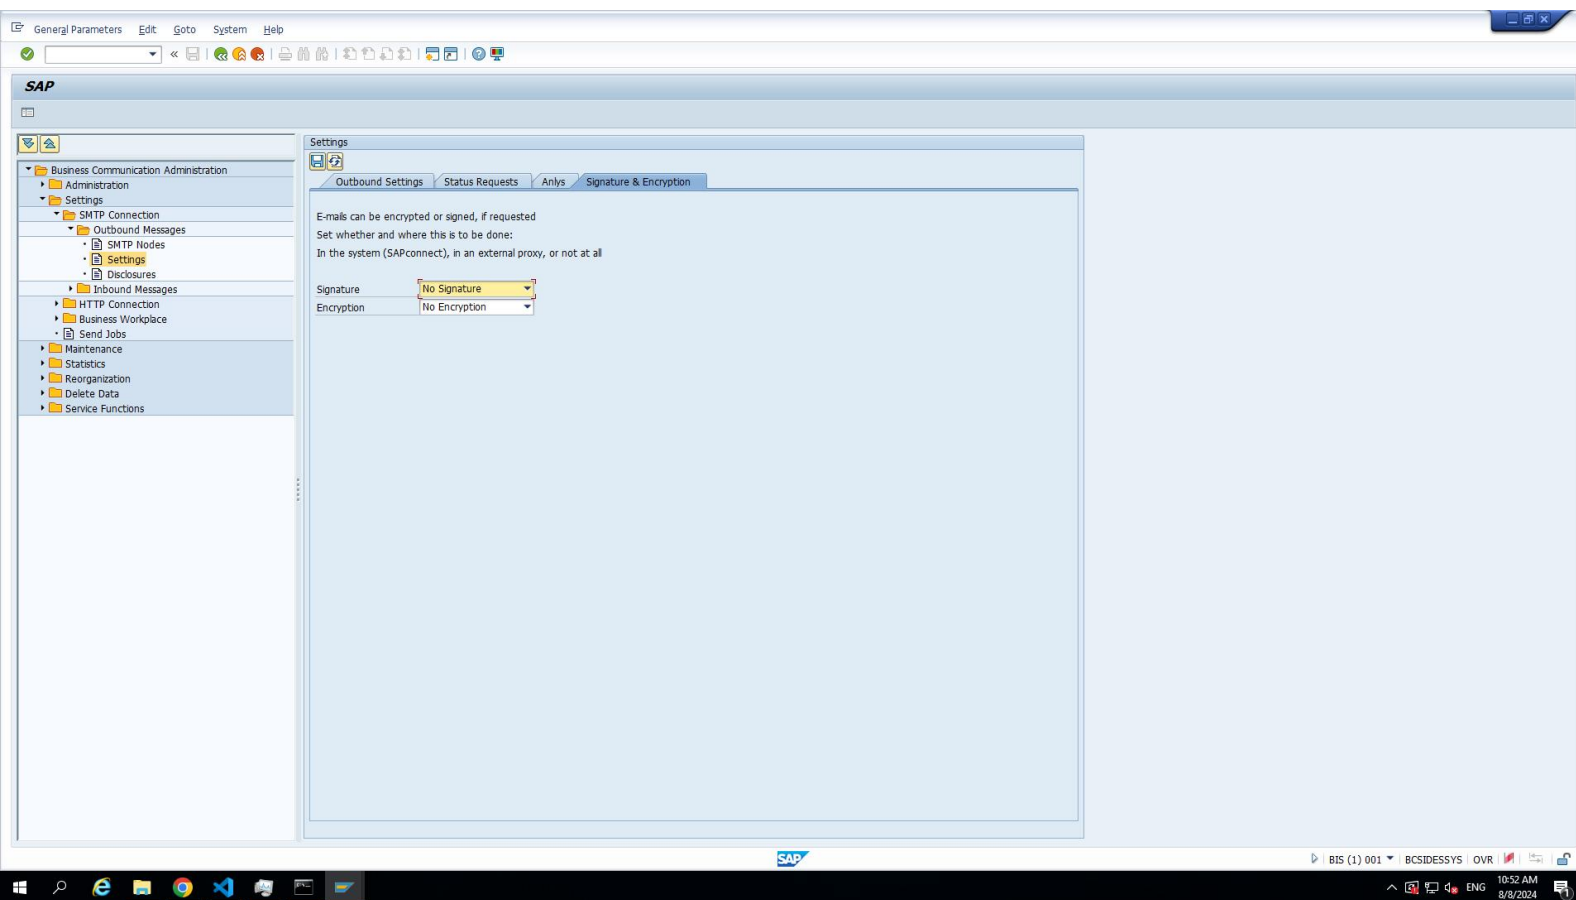 General Parameters Edit Goto System Help
SAP
Settings
Outbound Settings Status Requests Anlys Signature & Encryption
Business Communication Administration
Administration
Settings
SMTP Connection
Outbound Messages
SMTP Nodes
Settings
Disclosures
Inbound Messages
HTTP Connection
Business Workplace
Send Jobs
Maintenance
Statistics
Reorganization
Delete Data
Service Functions
E-mails can be encrypted or signed, if requested
Set whether and where this is to be done:
In the system (SAPconnect), in an external proxy, or not at all
Signature No Signature
Encryption No Encryption
SAP
BIS (1) 001 BCSIDESSYS OVR
ENG
10:52 AM
8/8/2024
1